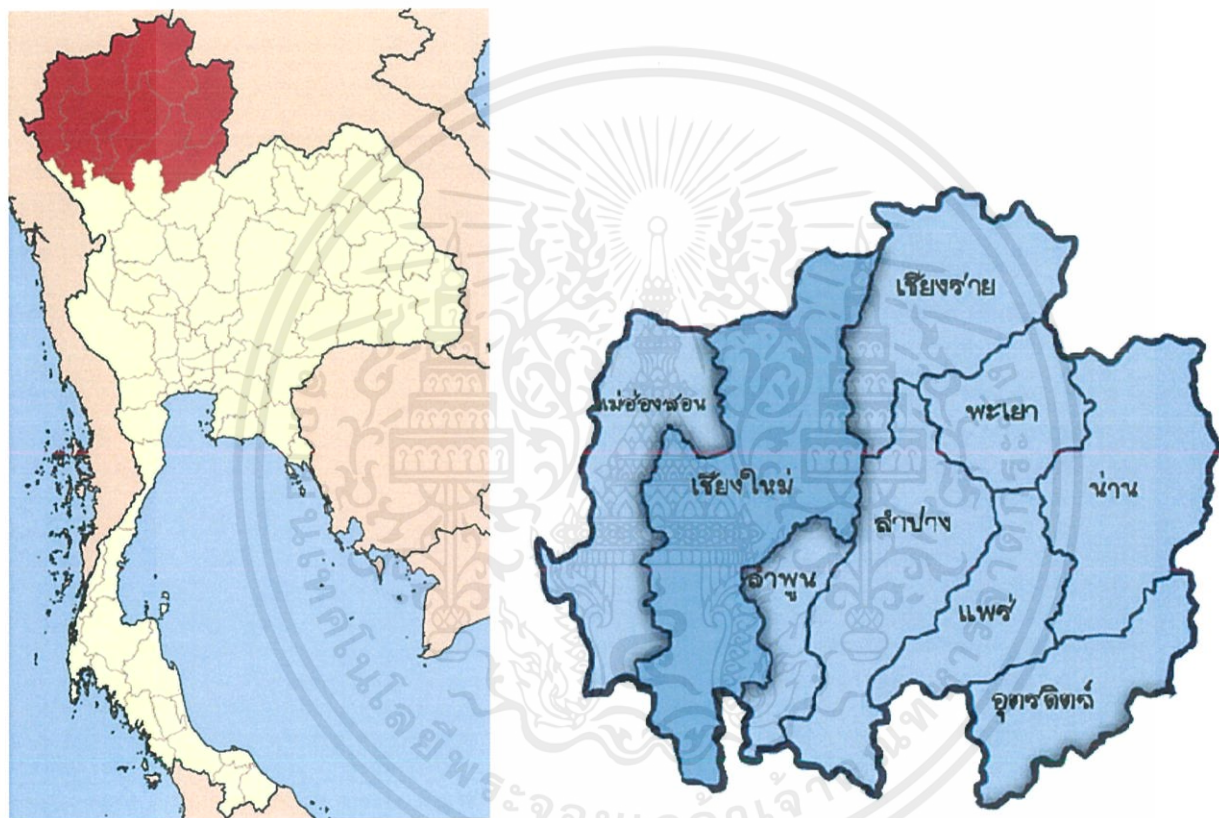 เชียงราย
แม่ฮ่องสอน
พะเยา
เชียงใหม่
น่าน
ลำปาง
ลำพูน
แพร่
อุตรดิตถ์